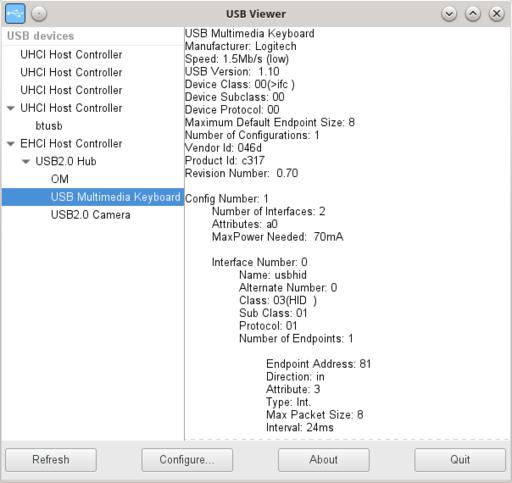 USB Viewer
USB devices
UHCI Host Controller
UHCI Host Controller
UHCI Host Controller
UHCI Host Controller
btusb
EHCI Host Controller
USB2.0 Hub
OM
USB Multimedia Keyboard
USB2.0 Camera
USB Multimedia Keyboard
Manufacturer: Logitech
Speed: 1.5Mb/s (low)
USB Version:  1.10
Device Class: 00(>ifc )
Device Subclass: 00
Device Protocol: 00
Maximum Default Endpoint Size: 8
Number of Configurations: 1
Vendor Id: 046d
Product Id: c317
Revision Number:  0.70
Config Number: 1
Number of Interfaces: 2
Attributes: a0
MaxPower Needed:  70mA
Interface Number: 0
Name: usbhid
Alternate Number: 0
Class: 03(HID  )
Sub Class: 01
Protocol: 01
Number of Endpoints: 1
Endpoint Address: 81
Direction: in
Attribute: 3
Type: Int.
Max Packet Size: 8
Interval: 24ms
Refresh
Configure...
About
Quit